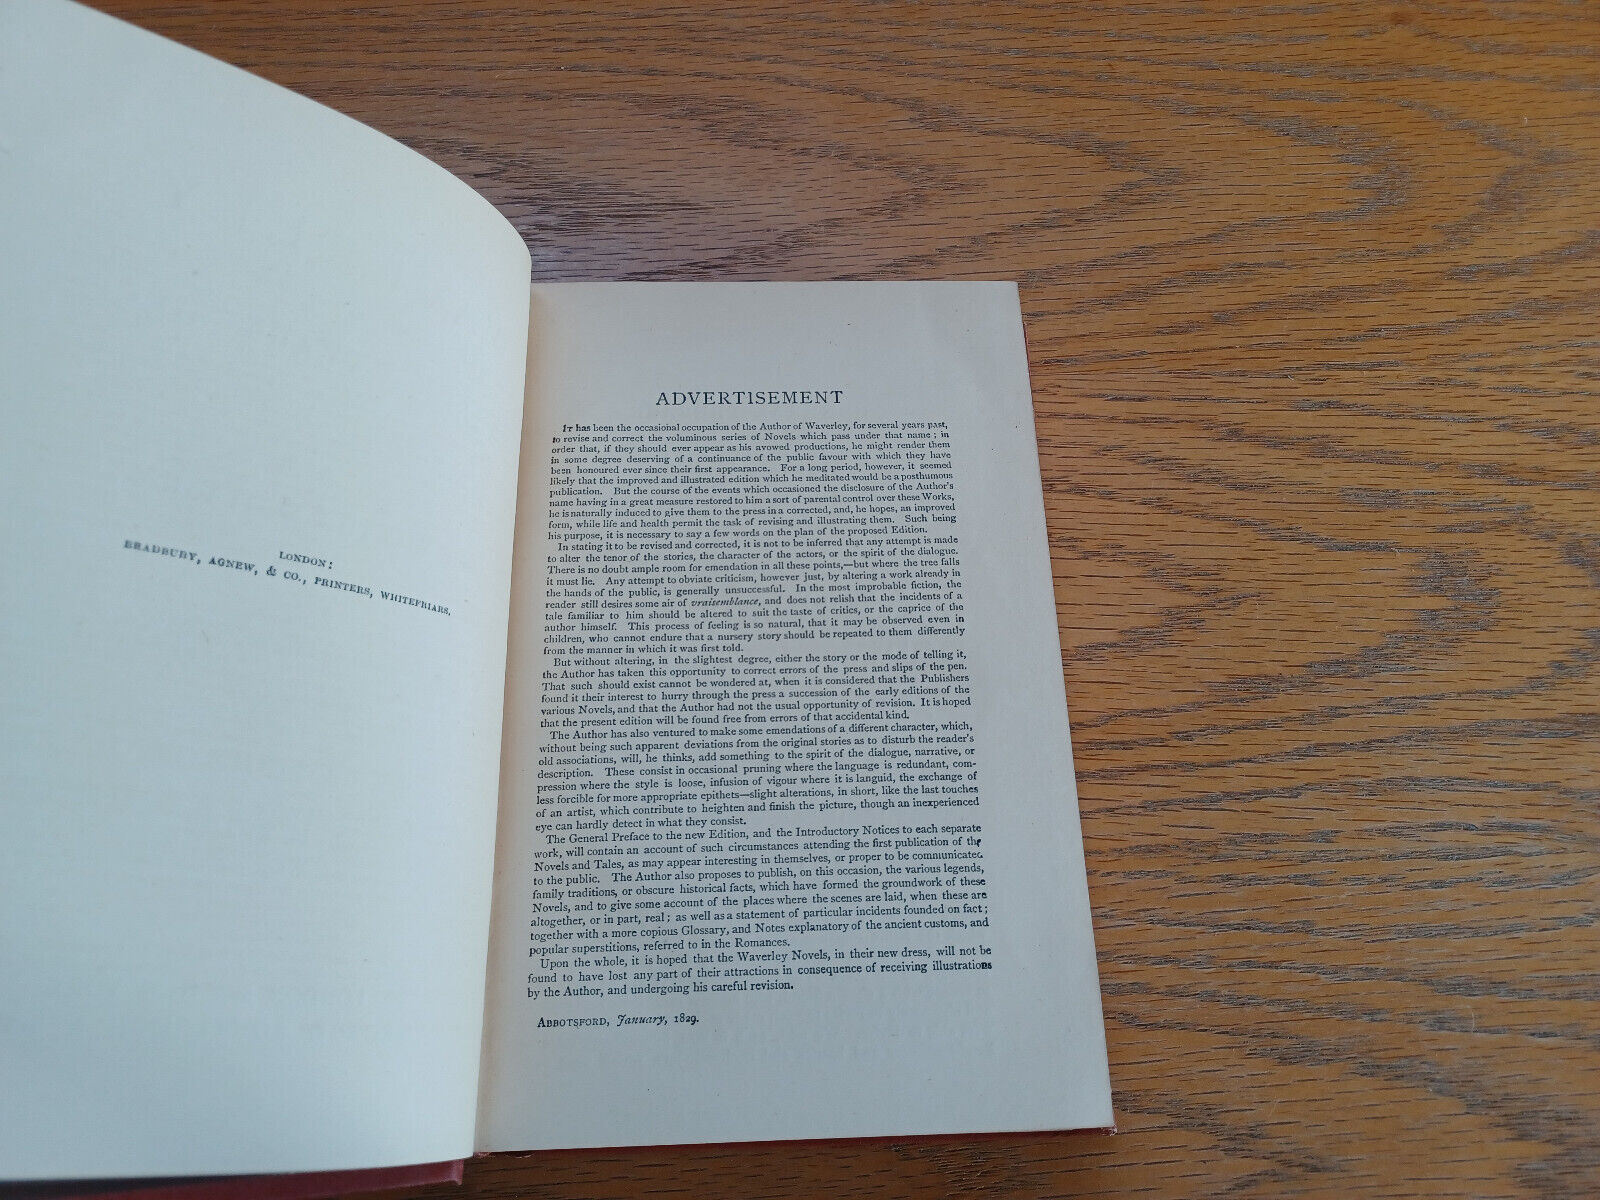 LONDON:
BRADBURY, AGNEW, & CO., PRINTERS, WHITEFRIARS,
ADVERTISEMENT
IT has been the occasional occupation of the Author of Waverley, for several years past,
to revise and correct the voluminous series of Novels which pass under that name; in
order that, if they should ever appear as his avowed productions, he might render them
in some degree deserving of a continuance of the public favour with which they have
been honoured ever since their first appearance. For a long period, however, it seemed
likely that the improved and illustrated edition which he meditated would be a posthumous
publication. But the course of the events which occasioned the disclosure of the Author's
name having in a great measure restored to him a sort of parental control over these Works,
he is naturally induced to give them to the press in a corrected, and, he hopes, an improved
form, while life and health permit the task of revising and illustrating them. Such being
his purpose, it is necessary to say a few words on the plan of the proposed Edition.
In stating it to be revised and corrected, it is not to be inferred that any attempt is made
to alter the tenor of the stories, the character of the actors, or the spirit of the dialogue.
There is no doubt ample room for emendation in all these points,—but where the tree falls
it must lie. Any attempt to obviate criticism, however just, by altering a work already in
the hands of the public, is generally unsuccessful. In the most improbable fiction, the
reader still desires some air of vraisemblance, and does not relish that the incidents of a
tale familiar to him should be altered to suit the taste of critics, or the caprice of the
author himself. This process of feeling is so natural, that it may be observed even in
children, who cannot endure that a nursery story should be repeated to them differently
from the manner in which it was first told.
But without altering, in the slightest degree, either the story or the mode of telling it,
the Author has taken this opportunity to correct errors of the press and slips of the pen.
That such should exist cannot be wondered at, when it is considered that the Publishers
found it their interest to hurry through the press a succession of the early editions of the
various Novels, and that the Author had not the usual opportunity of revision. It is hoped
that the present edition will be found free from errors of that accidental kind.
The Author has also ventured to make some emendations of a different character, which,
without being such apparent deviations from the original stories as to disturb the reader's
old associations, will, he thinks, add something to the spirit of the dialogue, narrative, or
description. These consist in occasional pruning where the language is redundant, com-
pression where the style is loose, infusion of vigour where it is languid, the exchange of
less forcible for more appropriate epithets—slight alterations, in short, like the last touches
of an artist, which contribute to heighten and finish the picture, though an inexperienced
eye can hardly detect in what they consist.
The General Preface to the new Edition, and the Introductory Notices to each separate
work, will contain an account of such circumstances attending the first publication of the
Novels and Tales, as may appear interesting in themselves, or proper to be communicated
to the public. The Author also proposes to publish, on this occasion, the various legends,
family traditions, or obscure historical facts, which have formed the groundwork of these
Novels, and to give some account of the places where the scenes are laid, when these are
altogether, or in part, real; as well as a statement of particular incidents founded on fact;
together with a more copious Glossary, and Notes explanatory of the ancient customs, and
popular superstitions, referred to in the Romances.
Upon the whole, it is hoped that the Waverley Novels, in their new dress, will not be
found to have lost any part of their attractions in consequence of receiving illustrations
by the Author, and undergoing his careful revision.
ABBOTSFORD, January, 1829.